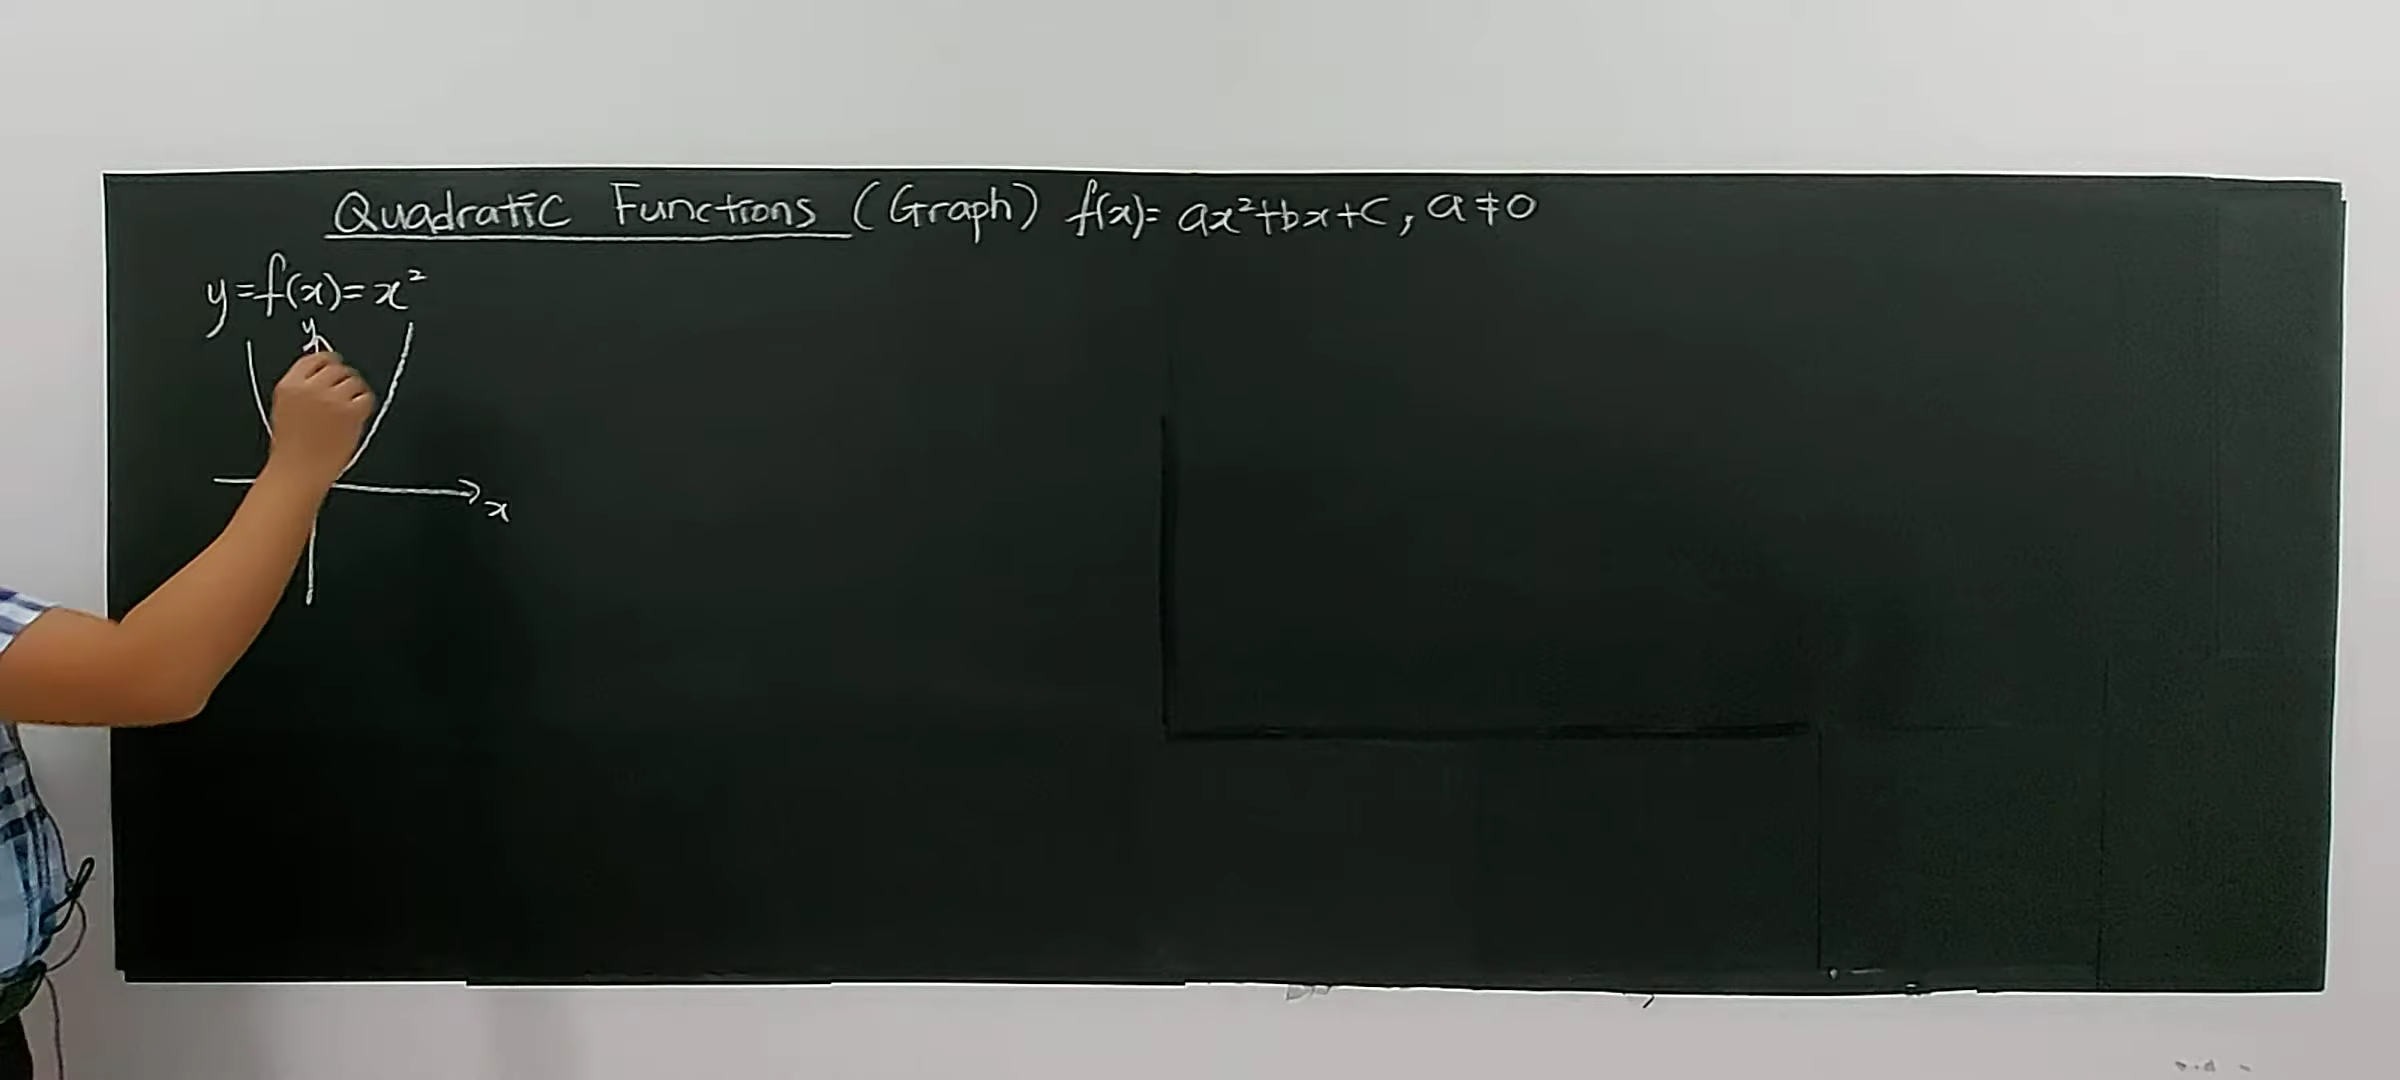 Quadratic Functions (Graph) f(x)= ax²+bx+c, a≠0
y=f(x)=x²
y
x